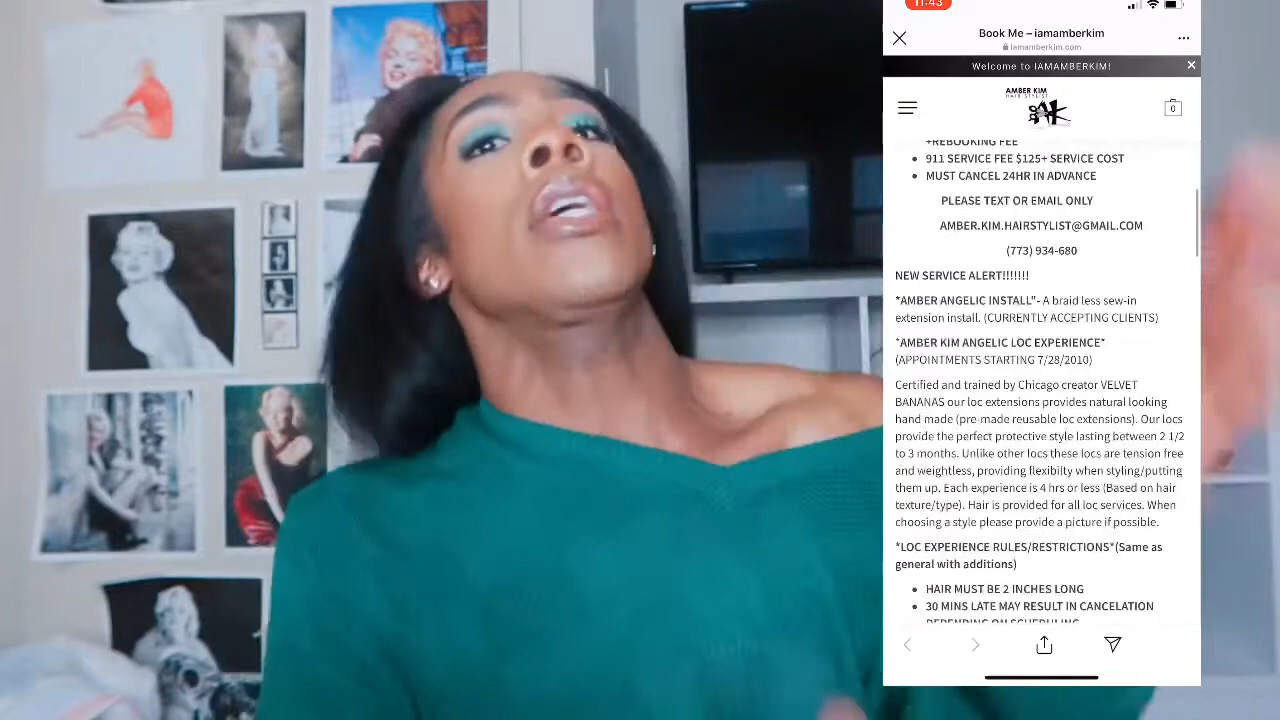 11:43
Book Me – iamamberkim
iamamberkim.com
Welcome to IAMAMBERKIM!
AMBER KIM
HAIR STYLIST
AK
0
+REBOOKING FEE
911 SERVICE FEE $125+ SERVICE COST
MUST CANCEL 24HR IN ADVANCE
PLEASE TEXT OR EMAIL ONLY
AMBER.KIM.HAIRSTYLIST@GMAIL.COM
(773) 934-680
NEW SERVICE ALERT!!!!!!!
*AMBER ANGELIC INSTALL"- A braid less sew-in
extension install. (CURRENTLY ACCEPTING CLIENTS)
*AMBER KIM ANGELIC LOC EXPERIENCE*
(APPOINTMENTS STARTING 7/28/2010)
Certified and trained by Chicago creator VELVET
BANANAS our loc extensions provides natural looking
hand made (pre-made reusable loc extensions). Our locs
provide the perfect protective style lasting between 2 1/2
to 3 months. Unlike other locs these locs are tension free
and weightless, providing flexibilty when styling/putting
them up. Each experience is 4 hrs or less (Based on hair
texture/type). Hair is provided for all loc services. When
choosing a style please provide a picture if possible.
*LOC EXPERIENCE RULES/RESTRICTIONS*(Same as
general with additions)
HAIR MUST BE 2 INCHES LONG
30 MINS LATE MAY RESULT IN CANCELATION
DEPENDING ON SCHEDULING